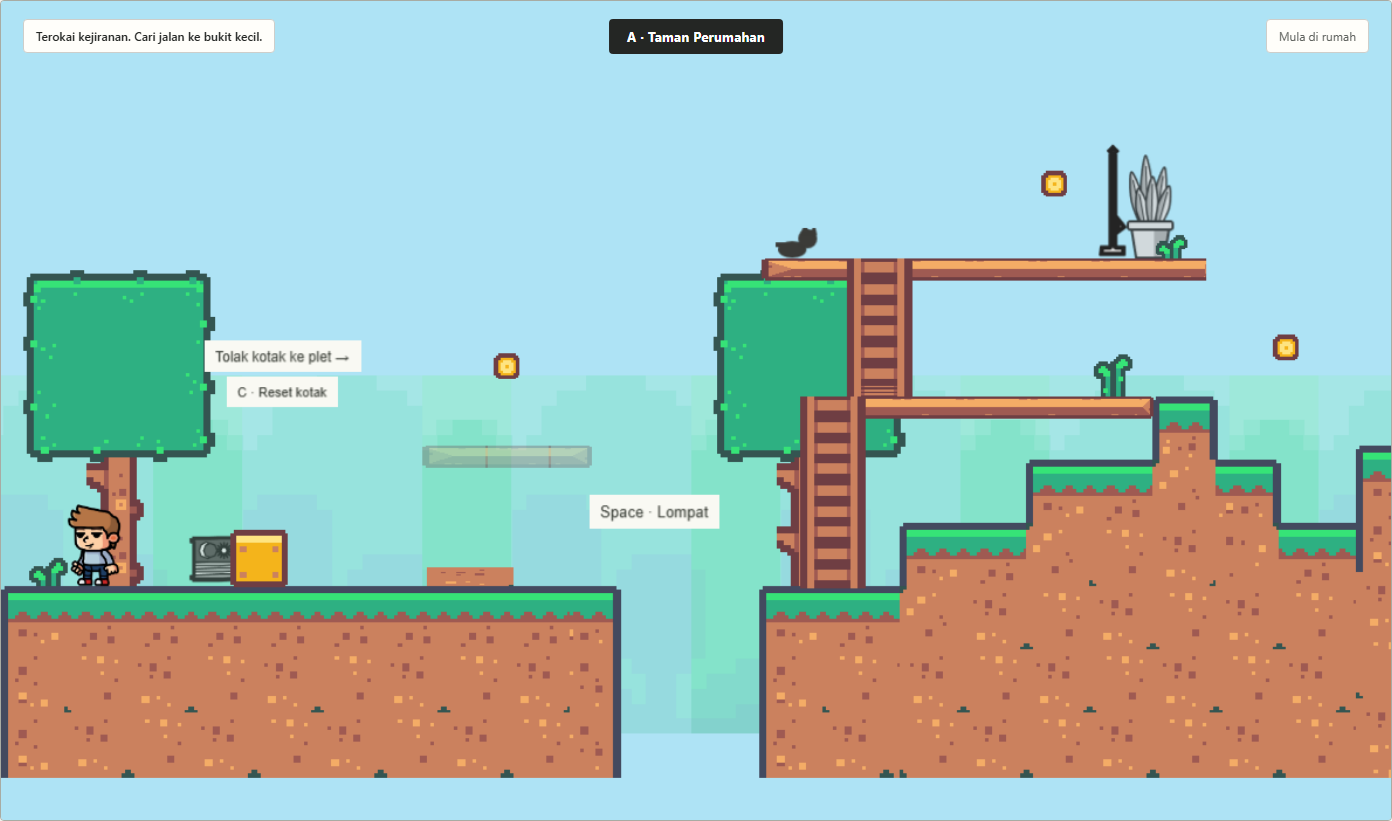 Terokai kejiranan. Cari jalan ke bukit kecil.
A · Taman Perumahan
Mula di rumah
Tolak kotak ke plet →
C · Reset kotak
Space · Lompat